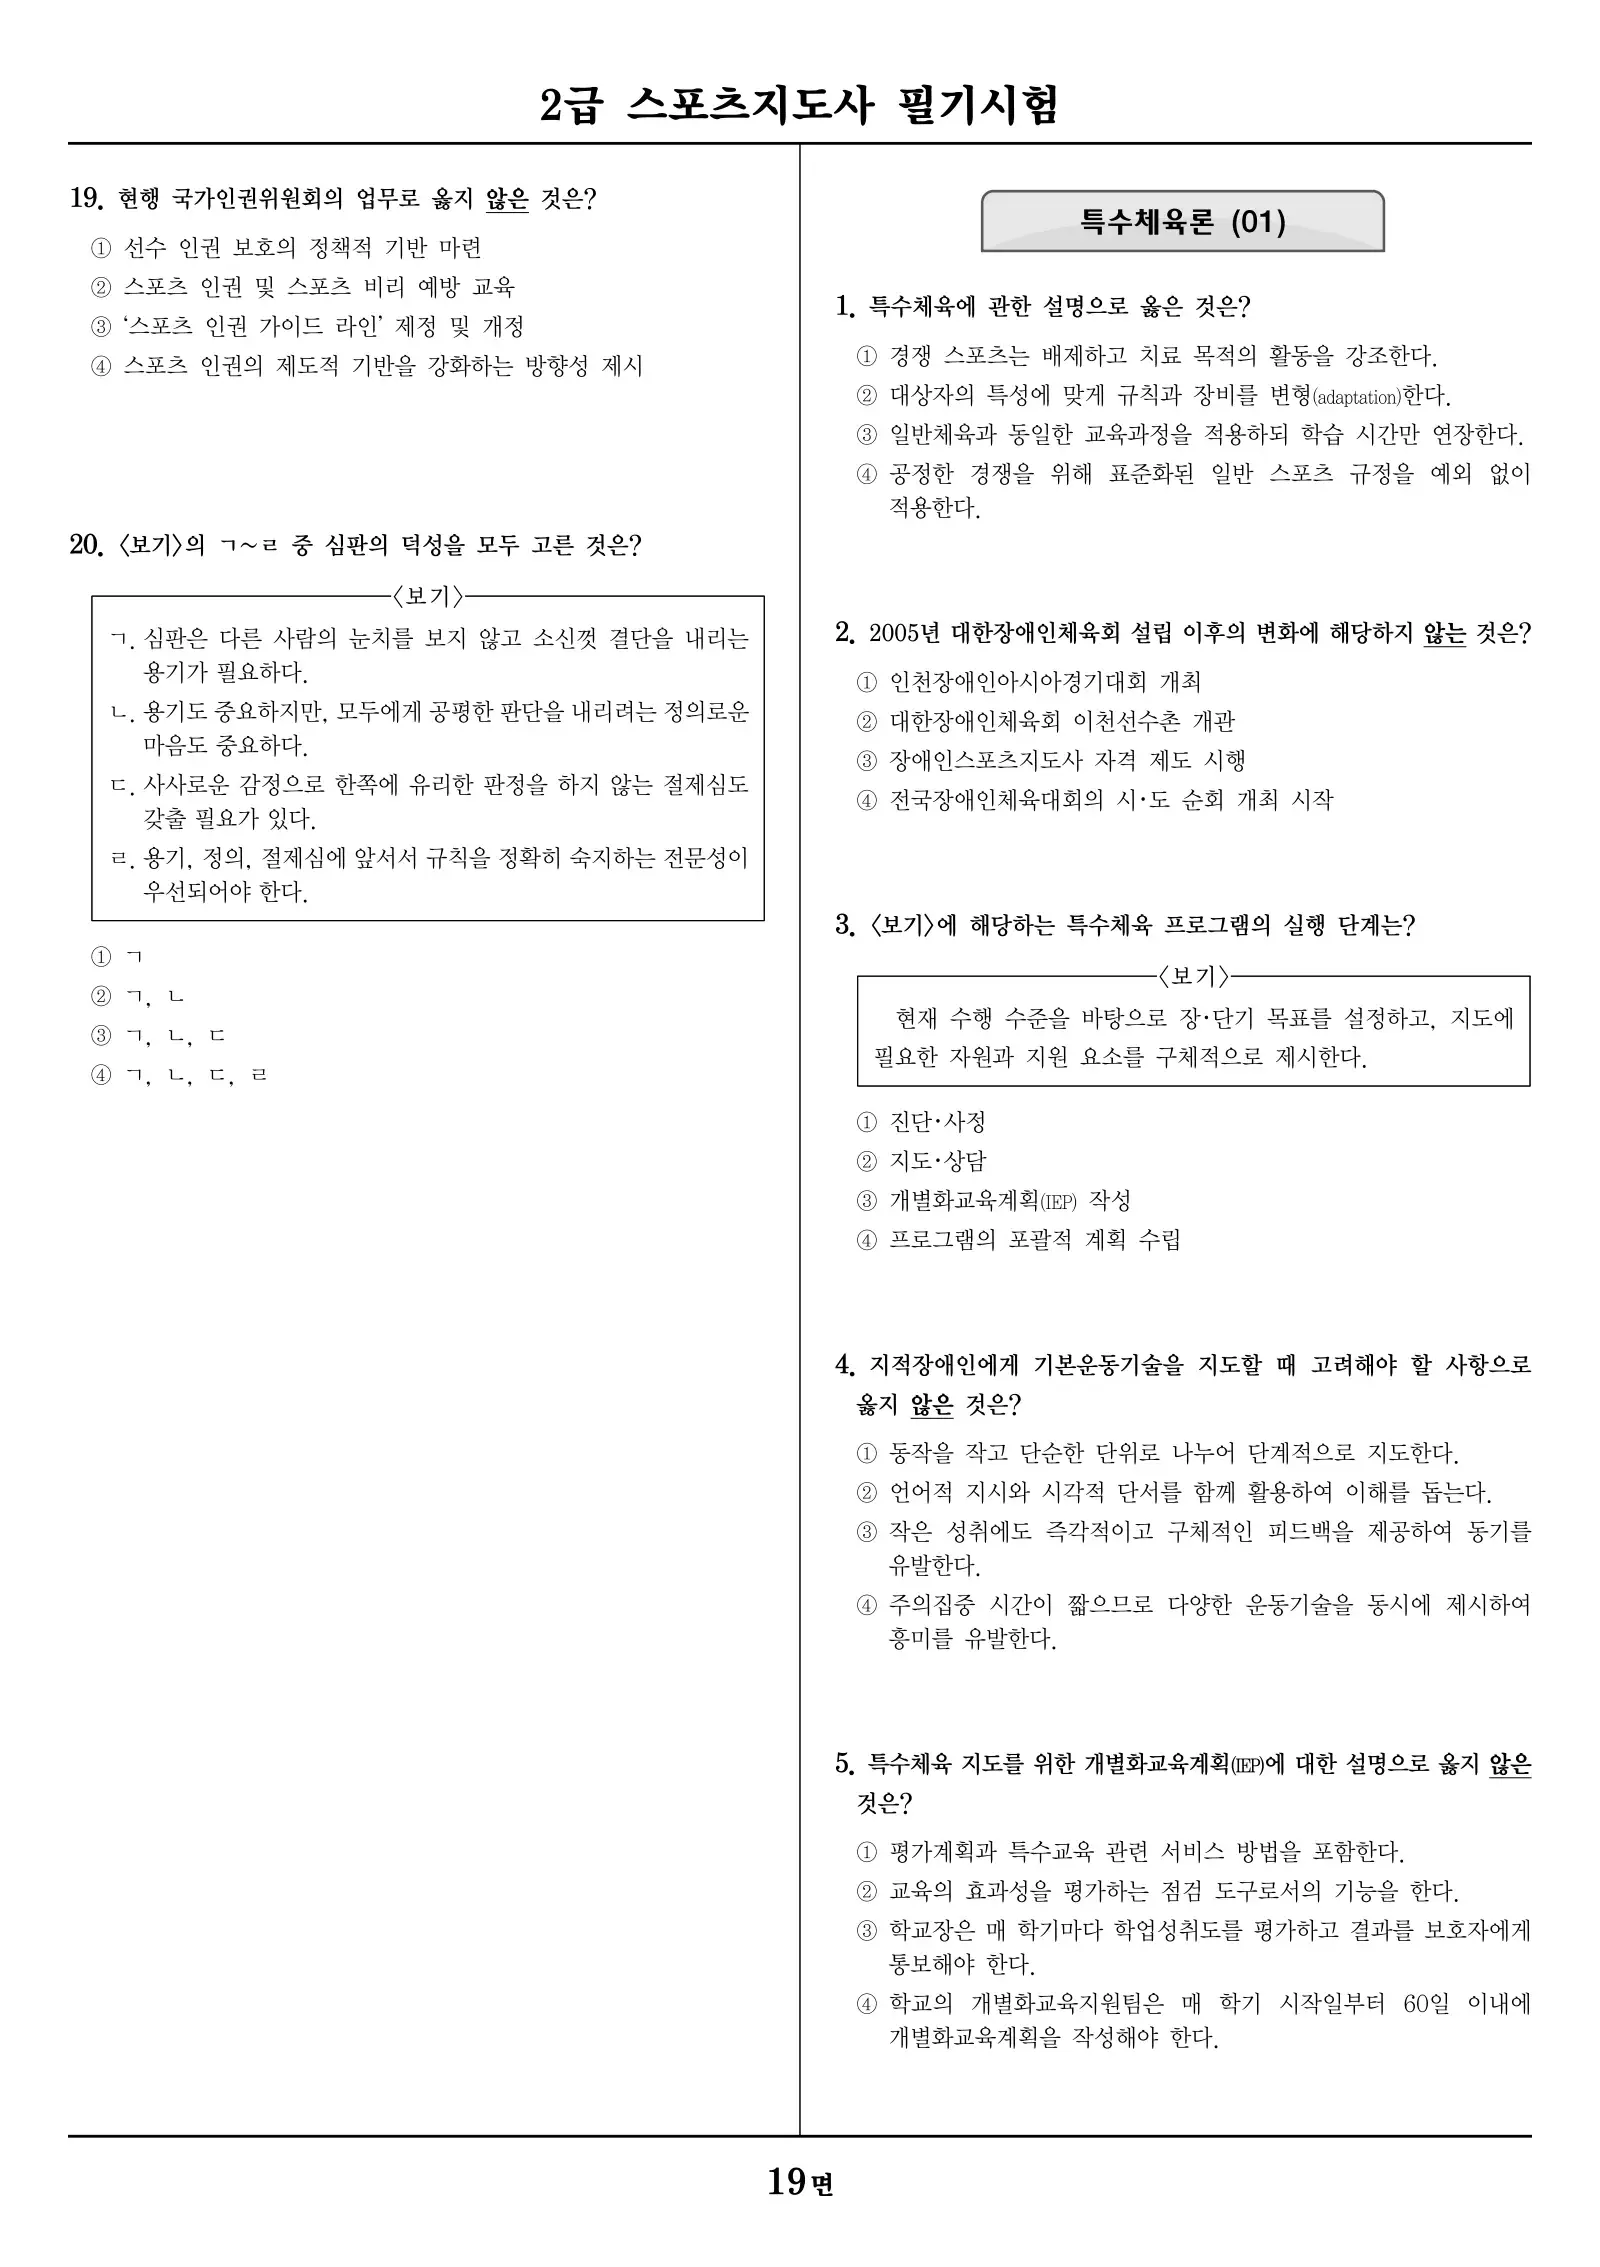 2급 스포츠지도사 필기시험
19. 현행 국가인권위원회의 업무로 옳지 않은 것은?
① 선수 인권 보호의 정책적 기반 마련
② 스포츠 인권 및 스포츠 비리 예방 교육
③ ‘스포츠 인권 가이드 라인’ 제정 및 개정
④ 스포츠 인권의 제도적 기반을 강화하는 방향성 제시
20. 〈보기〉의 ㄱ~ㄹ 중 심판의 덕성을 모두 고른 것은?
〈보기〉
ㄱ. 심판은 다른 사람의 눈치를 보지 않고 소신껏 결단을 내리는
용기가 필요하다.
ㄴ. 용기도 중요하지만, 모두에게 공평한 판단을 내리려는 정의로운
마음도 중요하다.
ㄷ. 사사로운 감정으로 한쪽에 유리한 판정을 하지 않는 절제심도
갖출 필요가 있다.
ㄹ. 용기, 정의, 절제심에 앞서서 규칙을 정확히 숙지하는 전문성이
우선되어야 한다.
① ㄱ
② ㄱ, ㄴ
③ ㄱ, ㄴ, ㄷ
④ ㄱ, ㄴ, ㄷ, ㄹ
특수체육론 (01)
1. 특수체육에 관한 설명으로 옳은 것은?
① 경쟁 스포츠는 배제하고 치료 목적의 활동을 강조한다.
② 대상자의 특성에 맞게 규칙과 장비를 변형(adaptation)한다.
③ 일반체육과 동일한 교육과정을 적용하되 학습 시간만 연장한다.
④ 공정한 경쟁을 위해 표준화된 일반 스포츠 규정을 예외 없이
적용한다.
2. 2005년 대한장애인체육회 설립 이후의 변화에 해당하지 않는 것은?
① 인천장애인아시아경기대회 개최
② 대한장애인체육회 이천선수촌 개관
③ 장애인스포츠지도사 자격 제도 시행
④ 전국장애인체육대회의 시·도 순회 개최 시작
3. 〈보기〉에 해당하는 특수체육 프로그램의 실행 단계는?
〈보기〉
현재 수행 수준을 바탕으로 장·단기 목표를 설정하고, 지도에
필요한 자원과 지원 요소를 구체적으로 제시한다.
① 진단·사정
② 지도·상담
③ 개별화교육계획(IEP) 작성
④ 프로그램의 포괄적 계획 수립
4. 지적장애인에게 기본운동기술을 지도할 때 고려해야 할 사항으로
옳지 않은 것은?
① 동작을 작고 단순한 단위로 나누어 단계적으로 지도한다.
② 언어적 지시와 시각적 단서를 함께 활용하여 이해를 돕는다.
③ 작은 성취에도 즉각적이고 구체적인 피드백을 제공하여 동기를
유발한다.
④ 주의집중 시간이 짧으므로 다양한 운동기술을 동시에 제시하여
흥미를 유발한다.
5. 특수체육 지도를 위한 개별화교육계획(IEP)에 대한 설명으로 옳지 않은
것은?
① 평가계획과 특수교육 관련 서비스 방법을 포함한다.
② 교육의 효과성을 평가하는 점검 도구로서의 기능을 한다.
③ 학교장은 매 학기마다 학업성취도를 평가하고 결과를 보호자에게
통보해야 한다.
④ 학교의 개별화교육지원팀은 매 학기 시작일부터 60일 이내에
개별화교육계획을 작성해야 한다.
19면